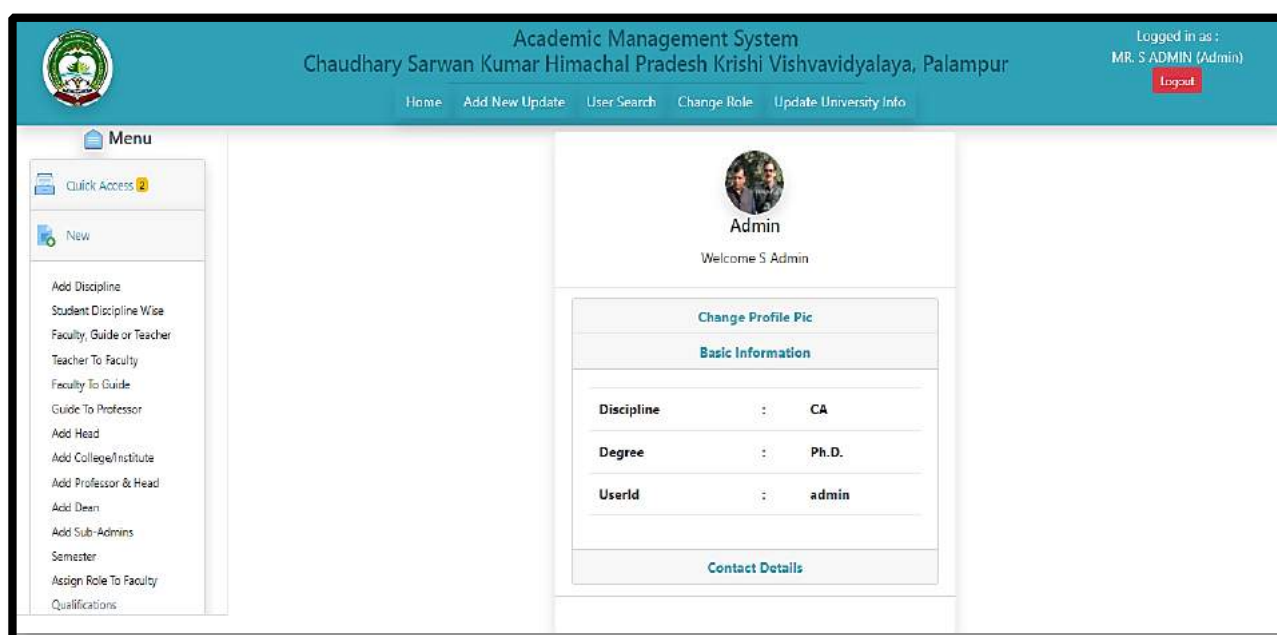 Academic Management System
Chaudhary Sarwan Kumar Himachal Pradesh Krishi Vishvavidyalaya, Palampur
Logged in as :
MR. S ADMIN (Admin)
Logout
Home Add New Update User Search Change Role Update University Info
Menu
Quick Access 2
New
Add Discipline
Student Discipline Wise
Faculty, Guide or Teacher
Teacher To Faculty
Faculty To Guide
Guide To Professor
Add Head
Add College/Institute
Add Professor & Head
Add Dean
Add Sub-Admins
Semester
Assign Role To Faculty
Qualifications
Admin
Welcome S Admin
Change Profile Pic
Basic Information
Discipline : CA
Degree : Ph.D.
UserId : admin
Contact Details